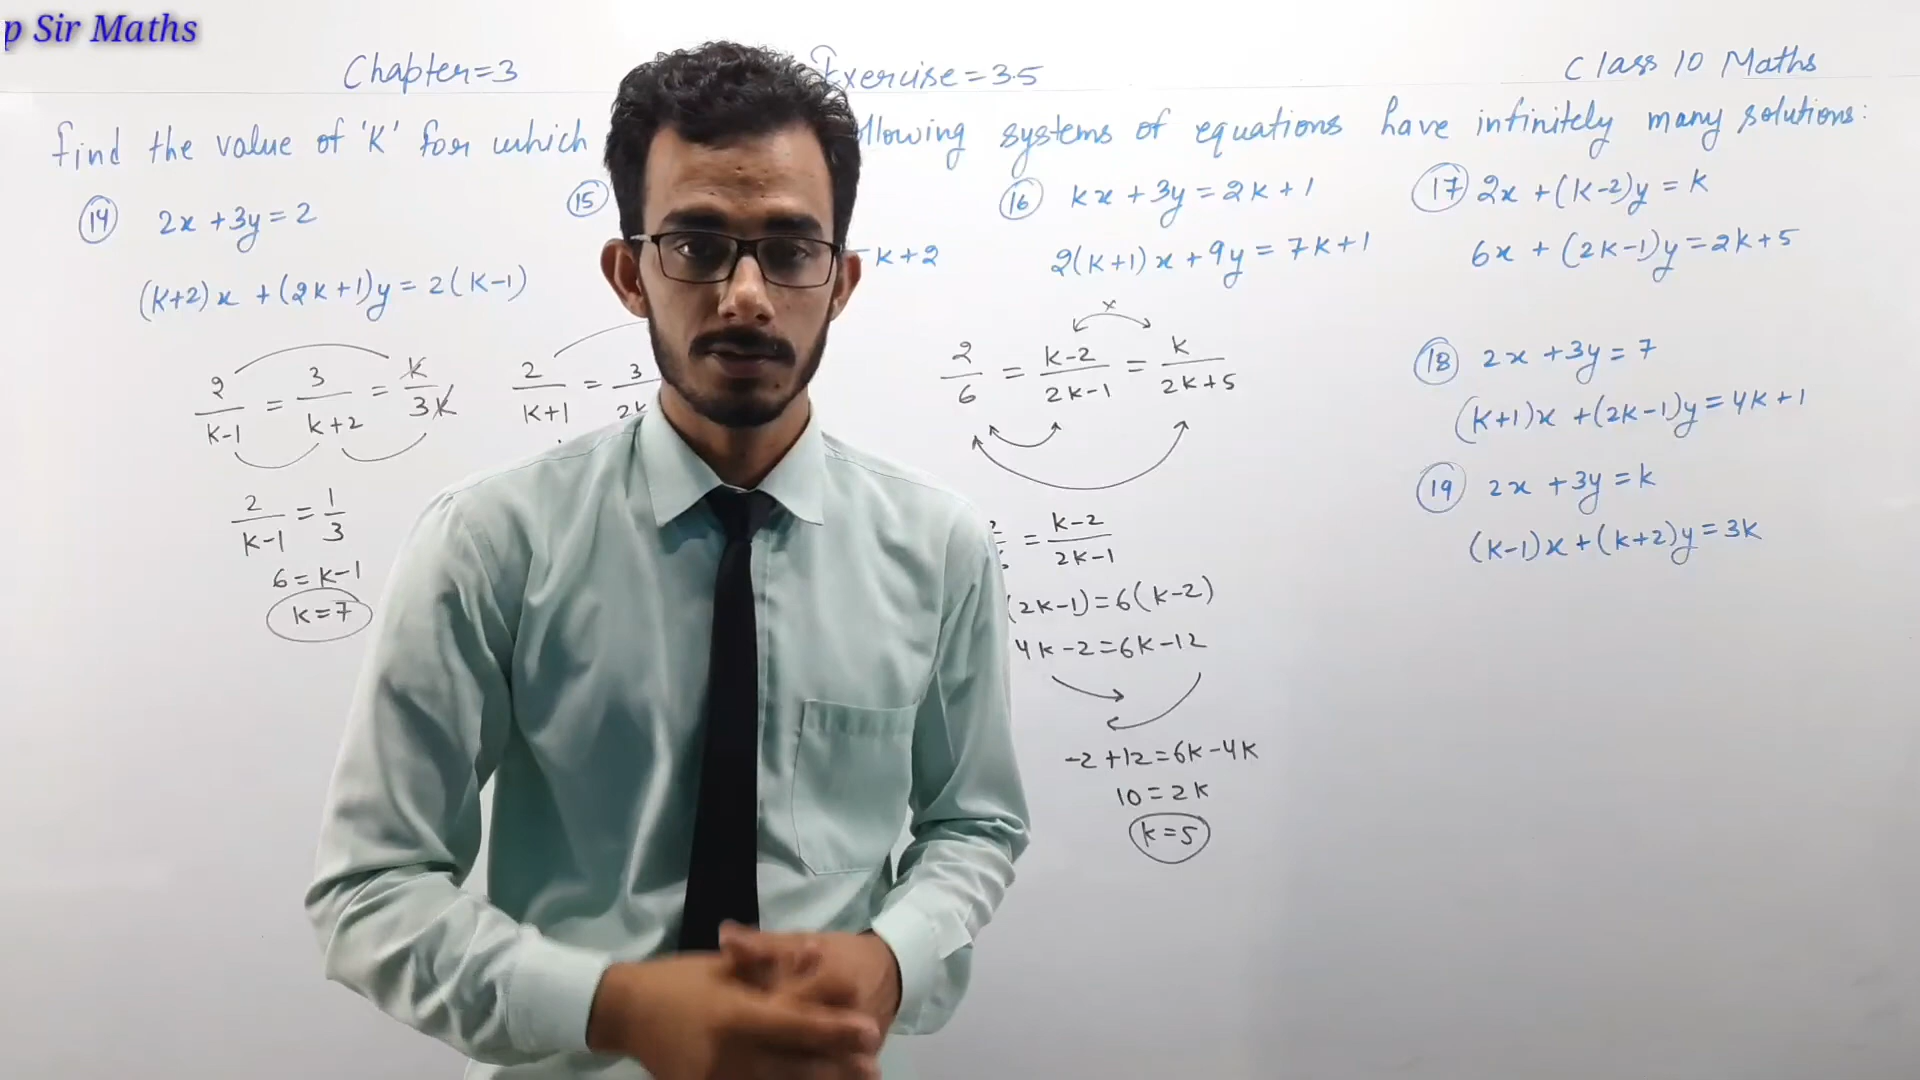 p Sir Maths
Chapter=3 Exercise=3.5 Class 10 Maths
find the value of 'K' for which llowing systems of equations have infinitely many solutions:
14 2x+3y=2
(k+2)x+(2k+1)y=2(k-1)
2/k-1 = 3/k+2 = k/3k
2/k-1 = 1/3
6=k-1
k=7
15
k+2
2/k+1 = 3/2k
16 kx+3y=2k+1
2(k+1)x+9y=7k+1
x
2/6 = k-2/2k-1 = k/2k+5
= k-2/2k-1
(2k-1)=6(k-2)
4k-2=6k-12
-2+12=6k-4k
10=2k
k=5
17 2x+(k-2)y=k
6x+(2k-1)y=2k+5
18 2x+3y=7
(k+1)x+(2k-1)y=4k+1
19 2x+3y=k
(k-1)x+(k+2)y=3k